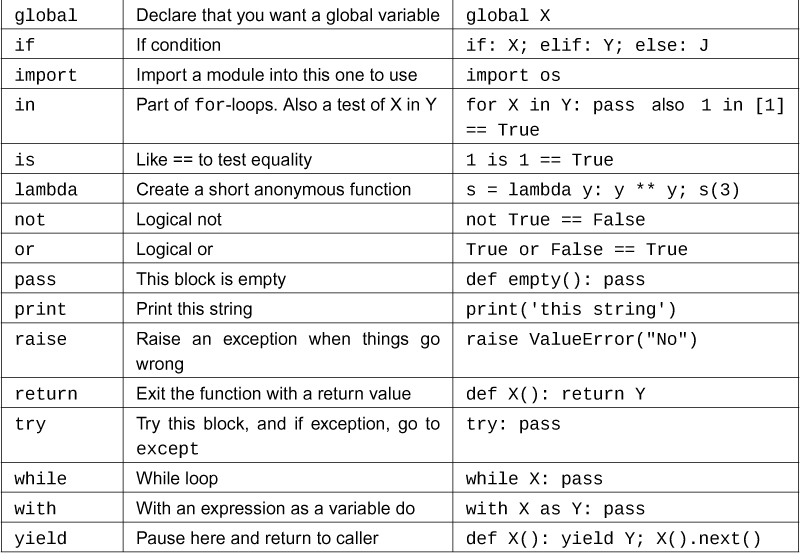 global Declare that you want a global variable global X
if If condition if: X; elif: Y; else: J
import Import a module into this one to use import os
in Part of for-loops. Also a test of X in Y for X in Y: pass also 1 in [1]
== True
is Like == to test equality 1 is 1 == True
lambda Create a short anonymous function s = lambda y: y ** y; s(3)
not Logical not not True == False
or Logical or True or False == True
pass This block is empty def empty(): pass
print Print this string print('this string')
raise Raise an exception when things go raise ValueError("No")
wrong
return Exit the function with a return value def X(): return Y
try Try this block, and if exception, go to try: pass
except
while While loop while X: pass
with With an expression as a variable do with X as Y: pass
yield Pause here and return to caller def X(): yield Y; X().next()